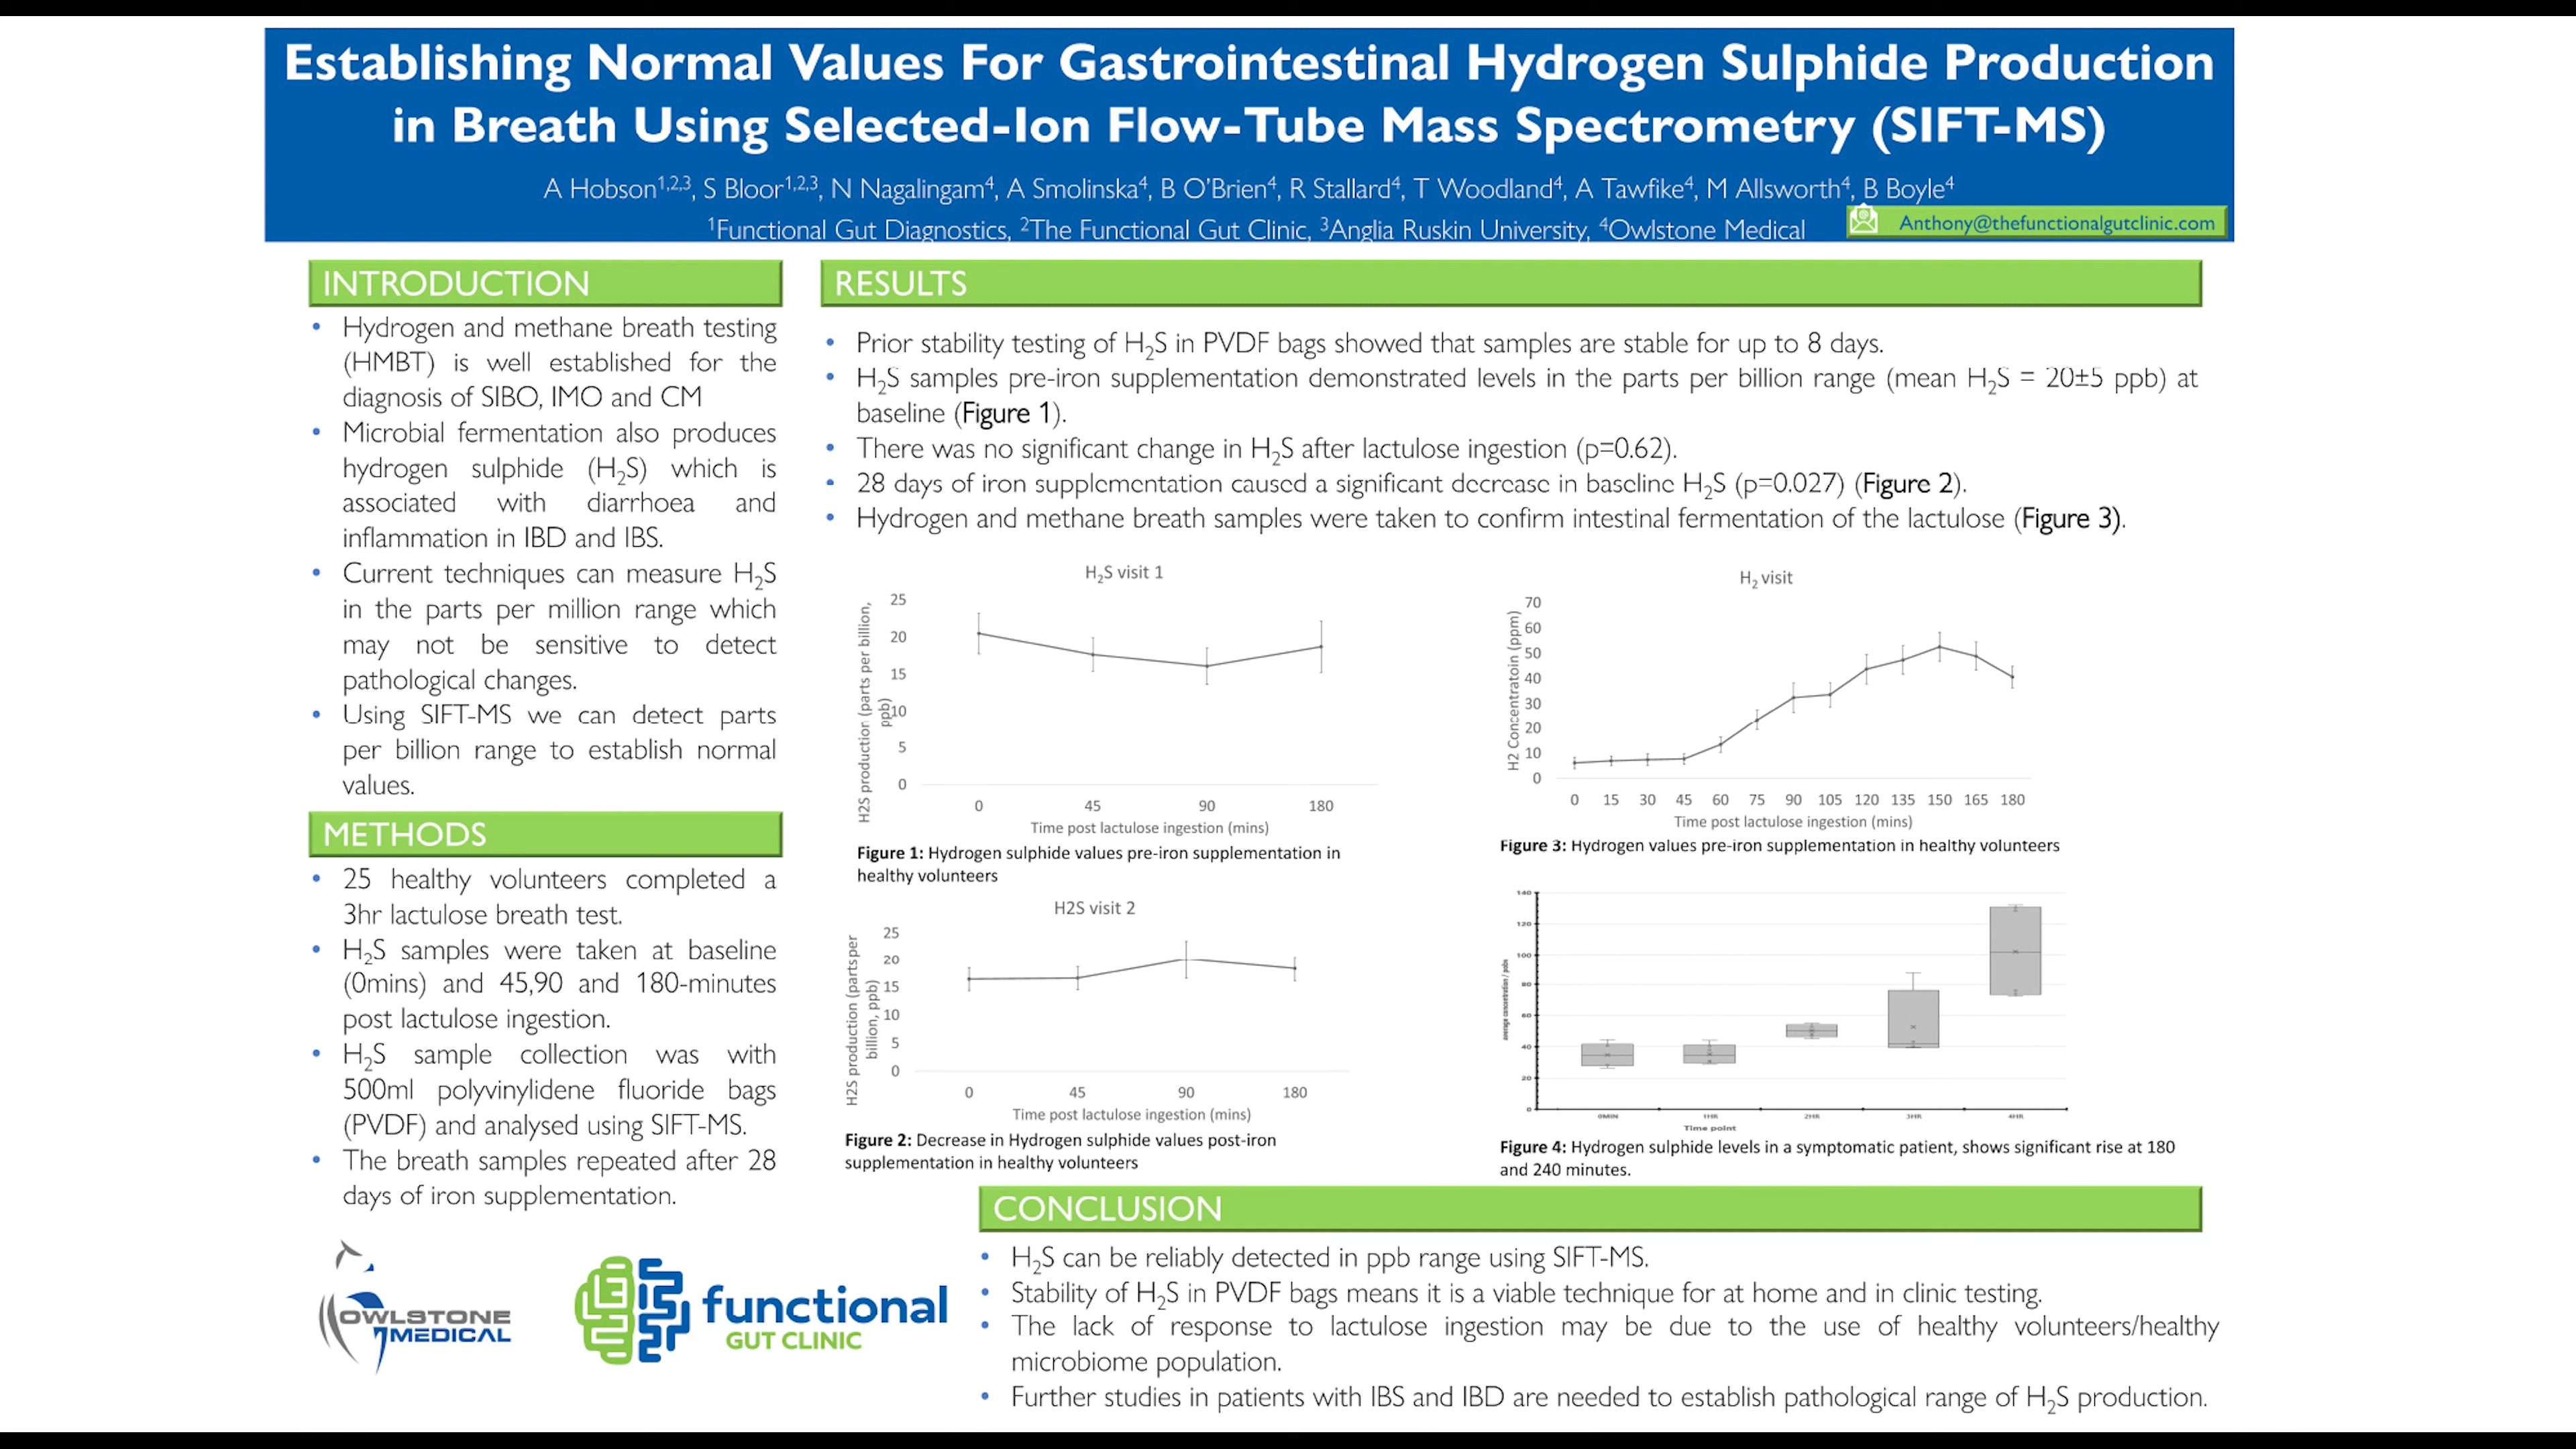 Establishing Normal Values For Gastrointestinal Hydrogen Sulphide Production
in Breath Using Selected-Ion Flow-Tube Mass Spectrometry (SIFT-MS)
A Hobson1,2,3, S Bloor1,2,3, N Nagalingam4, A Smolinska4, B O'Brien4, R Stallard4, T Woodland4, A Tawfike4, M Allsworth4, B Boyle4
1Functional Gut Diagnostics, 2The Functional Gut Clinic, 3Anglia Ruskin University, 4Owlstone Medical
Anthony@thefunctionalgutclinic.com
INTRODUCTION
• Hydrogen and methane breath testing
(HMBT) is well established for the
diagnosis of SIBO, IMO and CM
• Microbial fermentation also produces
hydrogen sulphide (H2S) which is
associated with diarrhoea and
inflammation in IBD and IBS.
• Current techniques can measure H2S
in the parts per million range which
may not be sensitive to detect
pathological changes.
• Using SIFT-MS we can detect parts
per billion range to establish normal
values.
METHODS
• 25 healthy volunteers completed a
3hr lactulose breath test.
• H2S samples were taken at baseline
(0mins) and 45,90 and 180-minutes
post lactulose ingestion.
• H2S sample collection was with
500ml polyvinylidene fluoride bags
(PVDF) and analysed using SIFT-MS.
• The breath samples repeated after 28
days of iron supplementation.
OWLSTONE
MEDICAL
functional
GUT CLINIC
RESULTS
• Prior stability testing of H2S in PVDF bags showed that samples are stable for up to 8 days.
• H2S samples pre-iron supplementation demonstrated levels in the parts per billion range (mean H2S = 20±5 ppb) at
baseline (Figure 1).
• There was no significant change in H2S after lactulose ingestion (p=0.62).
• 28 days of iron supplementation caused a significant decrease in baseline H2S (p=0.027) (Figure 2).
• Hydrogen and methane breath samples were taken to confirm intestinal fermentation of the lactulose (Figure 3).
H2S visit 1
H2S production (parts per billion,
ppb)
25
20
15
10
5
0
0 45 90 180
Time post lactulose ingestion (mins)
Figure 1: Hydrogen sulphide values pre-iron supplementation in
healthy volunteers
H2S visit 2
H2S production (partsper
billion, ppb)
25
20
15
10
5
0
0 45 90 180
Time post lactulose ingestion (mins)
Figure 2: Decrease in Hydrogen sulphide values post-iron
supplementation in healthy volunteers
H2 visit
H2 Concentratoin (ppm)
70
60
50
40
30
20
10
0
0 15 30 45 60 75 90 105 120 135 150 165 180
Time post lactulose ingestion (mins)
Figure 3: Hydrogen values pre-iron supplementation in healthy volunteers
average concentration / ppbv
140
120
100
80
60
40
20
0
0MIN 1HR 2HR 3HR 4HR
Time point
Figure 4: Hydrogen sulphide levels in a symptomatic patient, shows significant rise at 180
and 240 minutes.
CONCLUSION
• H2S can be reliably detected in ppb range using SIFT-MS.
• Stability of H2S in PVDF bags means it is a viable technique for at home and in clinic testing.
• The lack of response to lactulose ingestion may be due to the use of healthy volunteers/healthy
microbiome population.
• Further studies in patients with IBS and IBD are needed to establish pathological range of H2S production.